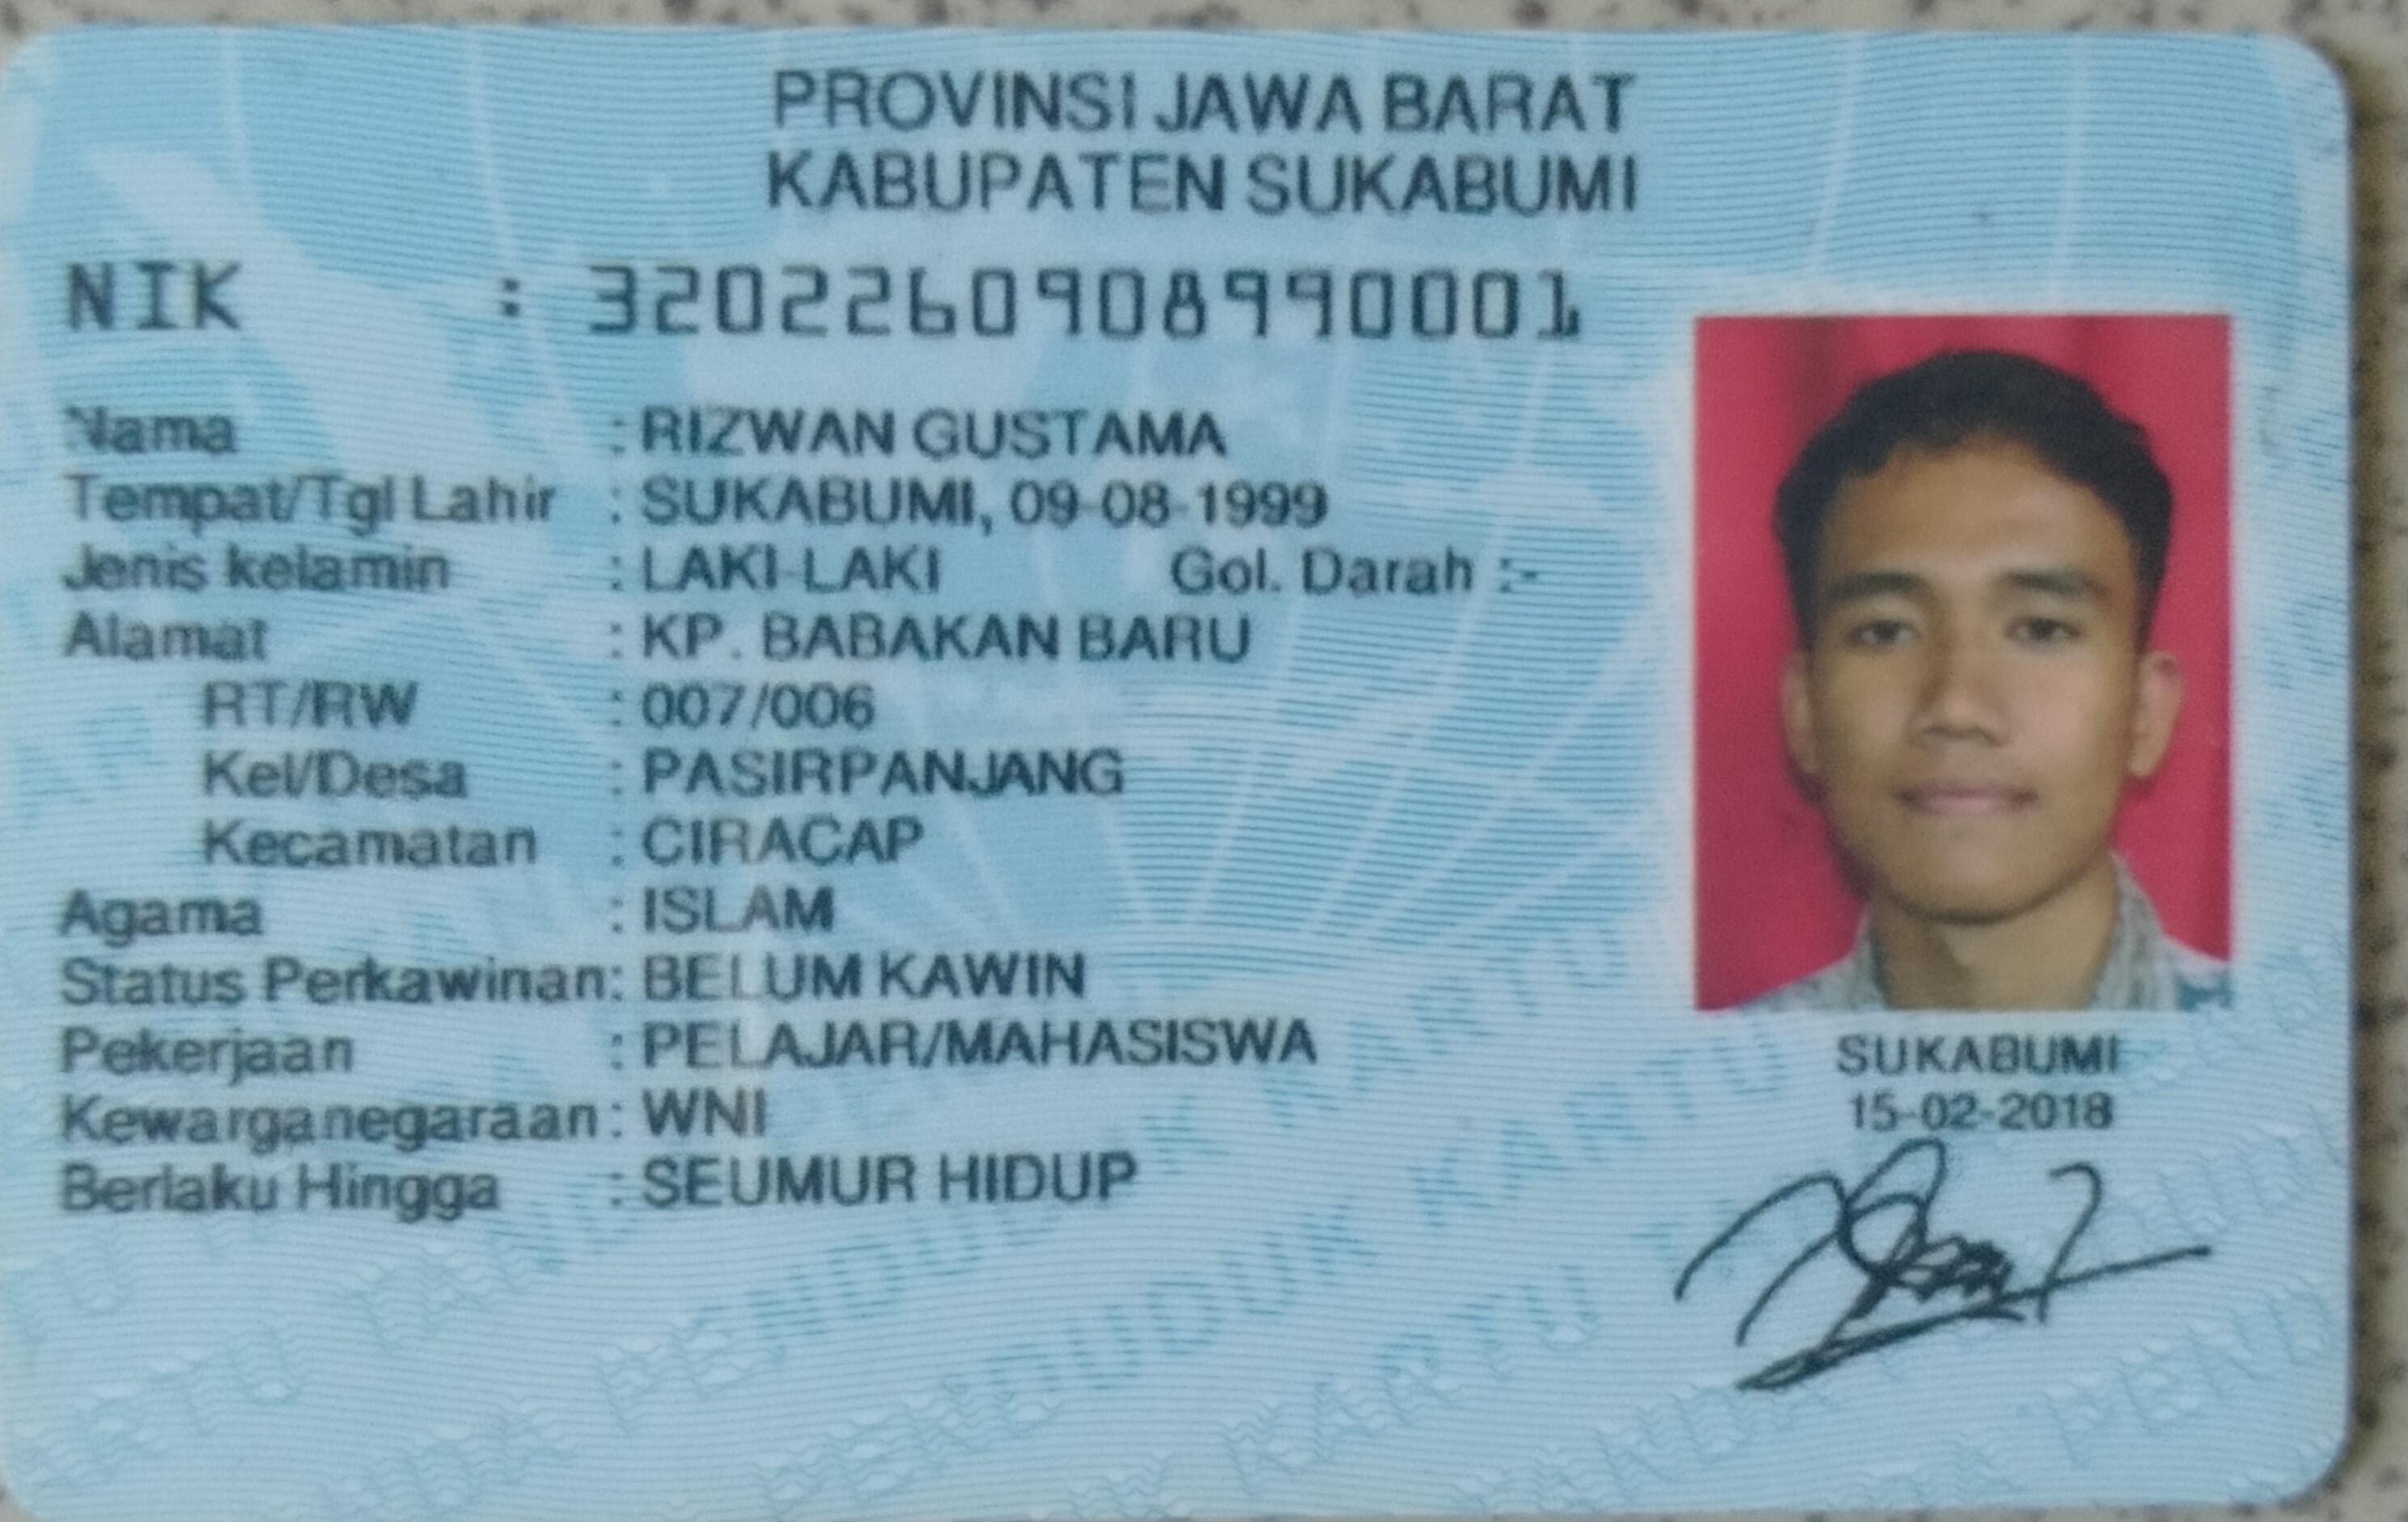 PROVINSI JAWA BARAT
KABUPATEN SUKABUMI
NIK : 3202260908990001
Nama : RIZWAN GUSTAMA
Tempat/Tgl Lahir : SUKABUMI, 09-08-1999
Jenis kelamin : LAKI-LAKI Gol. Darah :-
Alamat : KP. BABAKAN BARU
RT/RW : 007/006
Kel/Desa : PASIRPANJANG
Kecamatan : CIRACAP
Agama : ISLAM
Status Perkawinan: BELUM KAWIN
Pekerjaan : PELAJAR/MAHASISWA
Kewarganegaraan: WNI
Berlaku Hingga : SEUMUR HIDUP
SUKABUMI
15-02-2018